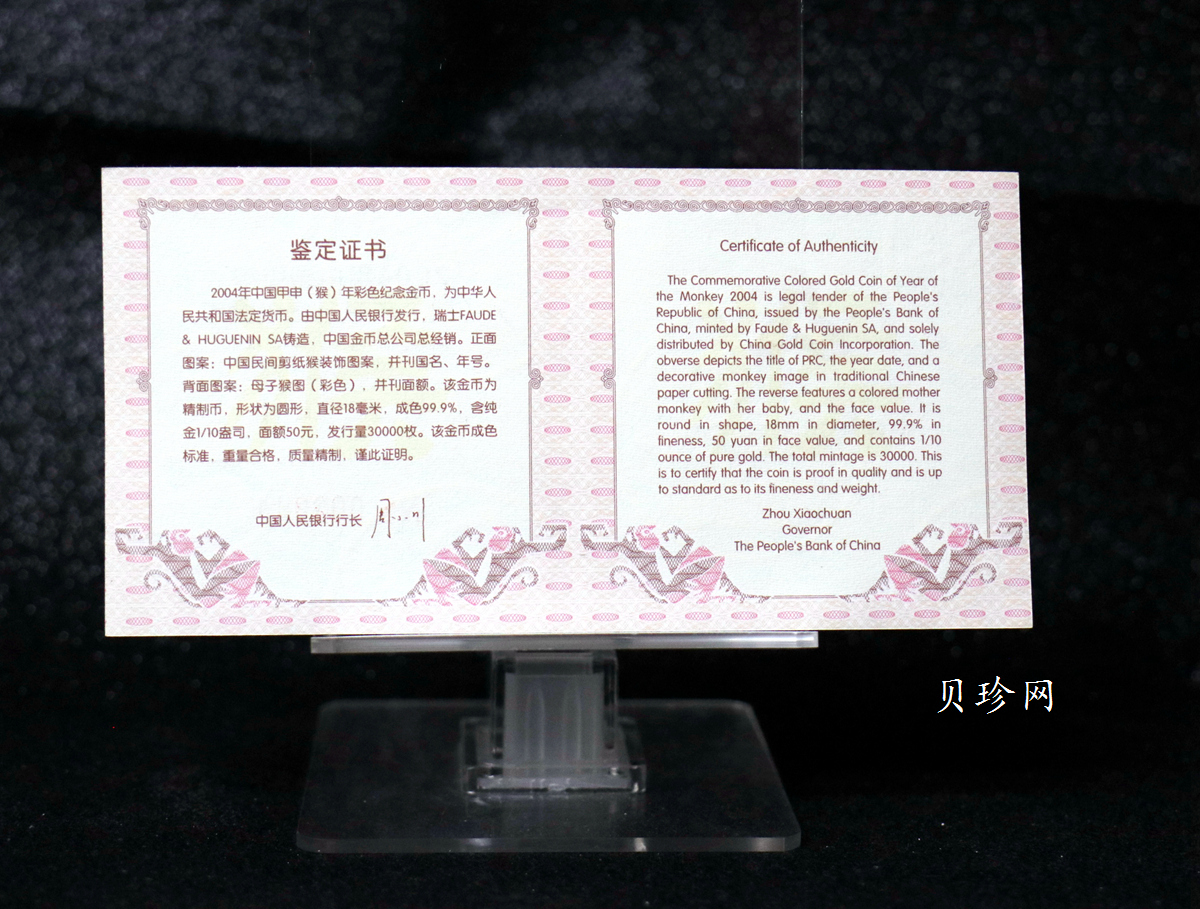 鉴定证书
2004年中国甲申（猴）年彩色纪念金币，为中华人
民共和国法定货币。由中国人民银行发行，瑞士FAUDE
& HUGUENIN SA铸造，中国金币总公司总经销。正面
图案：中国民间剪纸猴装饰图案，并刊国名、年号。
背面图案：母子猴图（彩色），并刊面额。该金币为
精制币，形状为圆形，直径18毫米，成色99.9%，含纯
金1/10盎司，面额50元，发行量30000枚。该金币成色
标准，重量合格，质量精制，谨此证明。
中国人民银行行长 周小川
Certificate of Authenticity
The Commemorative Colored Gold Coin of Year of
the Monkey 2004 is legal tender of the People's
Republic of China, issued by the People's Bank of
China, minted by Faude & Huguenin SA, and solely
distributed by China Gold Coin Incorporation. The
obverse depicts the title of PRC, the year date, and a
decorative monkey image in traditional Chinese
paper cutting. The reverse features a colored mother
monkey with her baby, and the face value. It is
round in shape, 18mm in diameter, 99.9% in
fineness, 50 yuan in face value, and contains 1/10
ounce of pure gold. The total mintage is 30000. This
is to certify that the coin is proof in quality and is up
to standard as to its fineness and weight.
Zhou Xiaochuan
Governor
The People's Bank of China
贝珍网